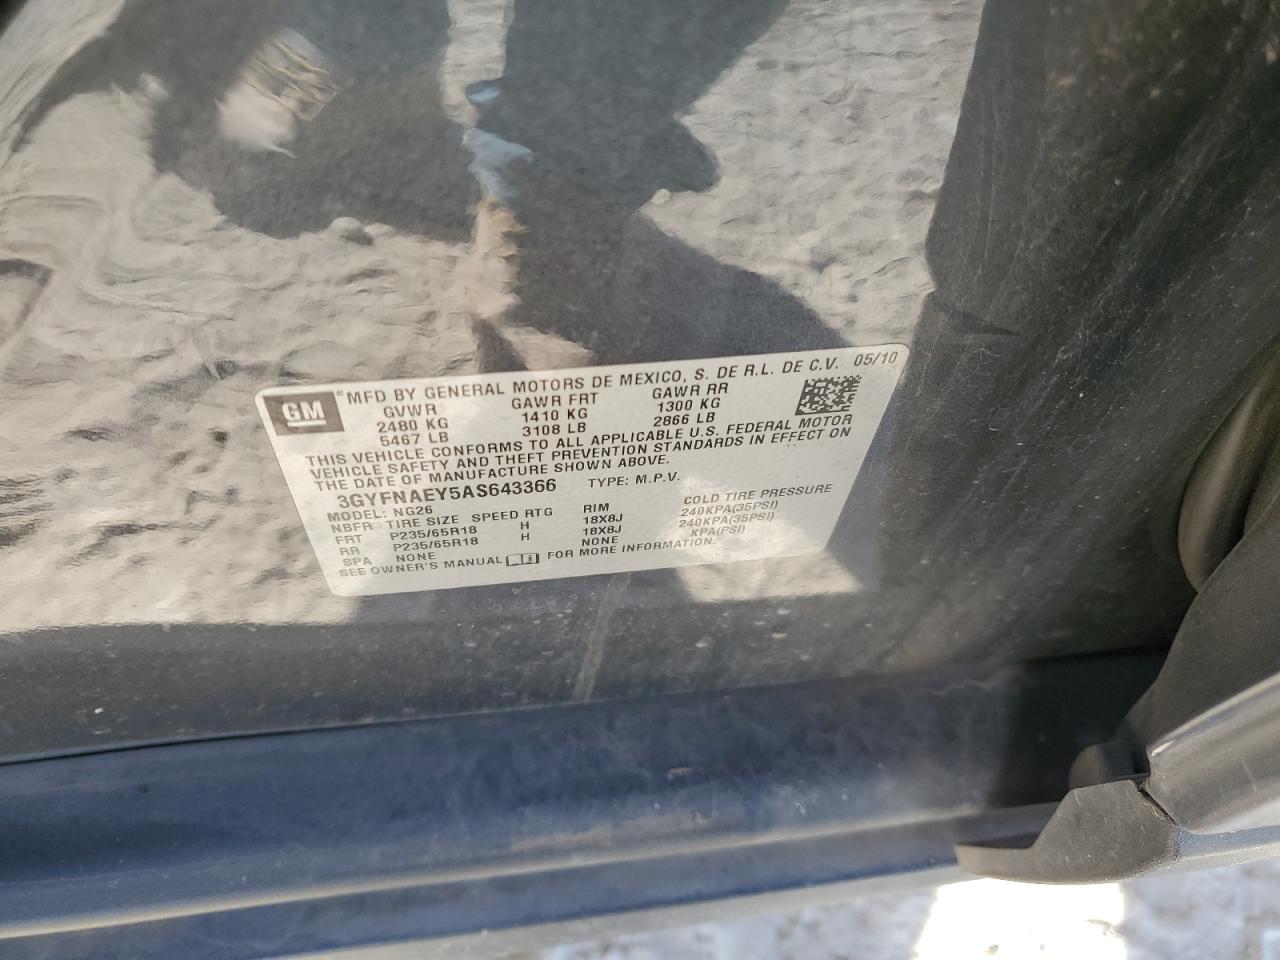 GM
®MFD BY GENERAL MOTORS DE MEXICO, S. DE R.L. DE C.V. 05/10
GVWR GAWR FRT GAWR RR
2480 KG 1410 KG 1300 KG
5467 LB 3108 LB 2866 LB
THIS VEHICLE CONFORMS TO ALL APPLICABLE U.S. FEDERAL MOTOR
VEHICLE SAFETY AND THEFT PREVENTION STANDARDS IN EFFECT ON
THE DATE OF MANUFACTURE SHOWN ABOVE.
3GYFNAEY5AS643366 TYPE: M.P.V.
MODEL: NG26
NBFR TIRE SIZE SPEED RTG RIM COLD TIRE PRESSURE
FRT P235/65R18 H 18X8J 240KPA(35PSI)
RR P235/65R18 H 18X8J 240KPA(35PSI)
SPA NONE NONE KPA(PSI)
SEE OWNER'S MANUAL FOR MORE INFORMATION.